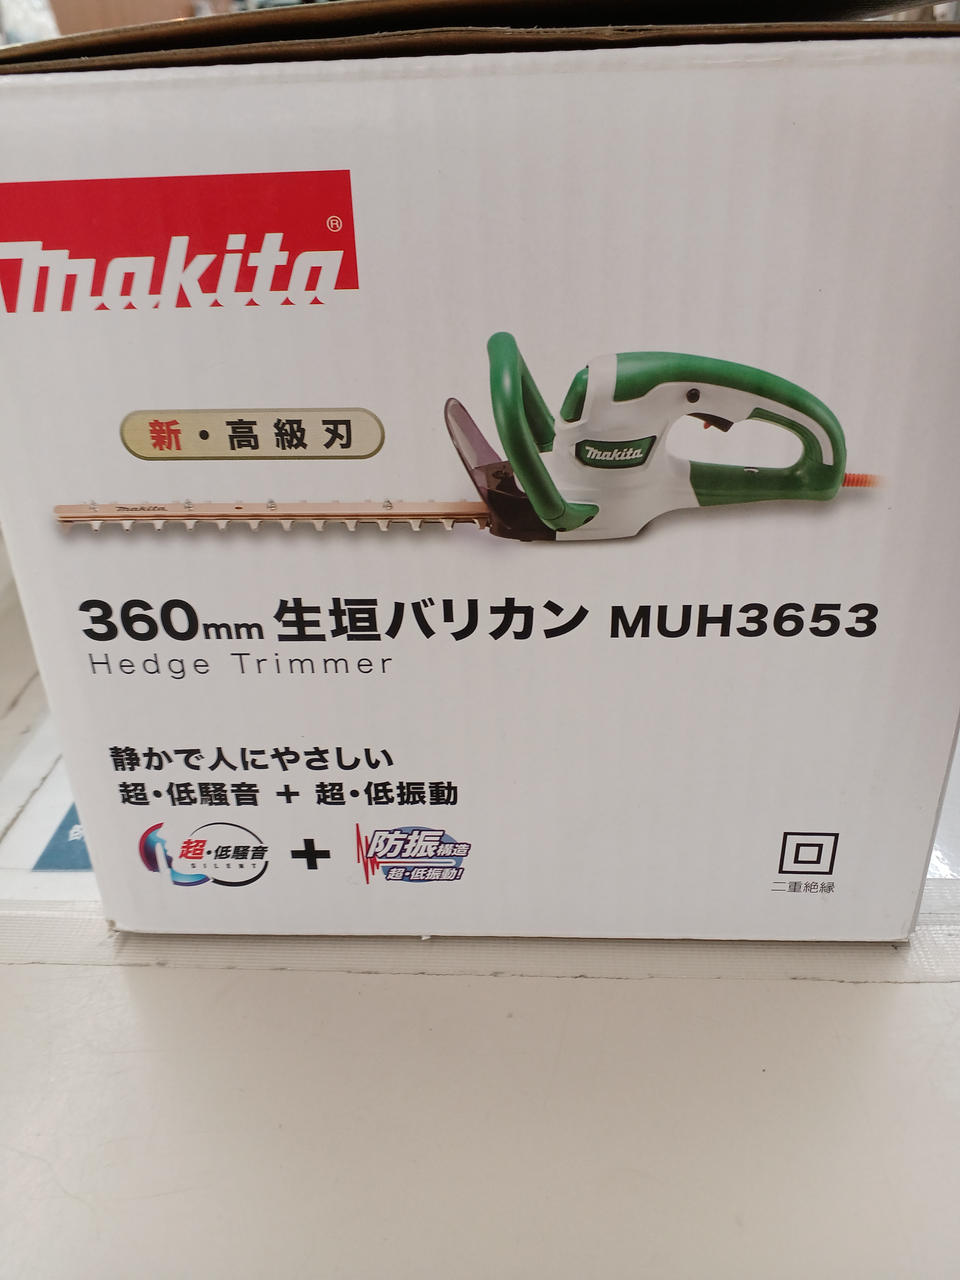 makita®
新・高級刃
makita
makita
360mm 生垣バリカン MUH3653
Hedge Trimmer
静かで人にやさしい
超・低騒音 + 超・低振動
超・低騒音
SILENT
+
防振構造
超・低振動!
二重絶縁